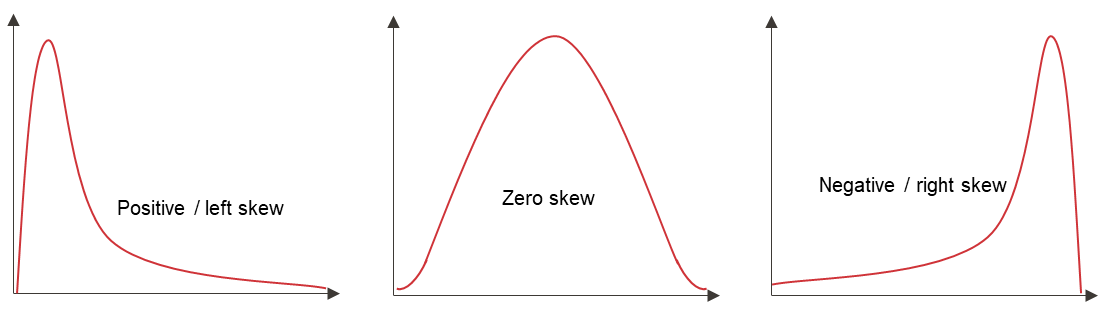 Positive / left skew
Zero skew
Negative / right skew